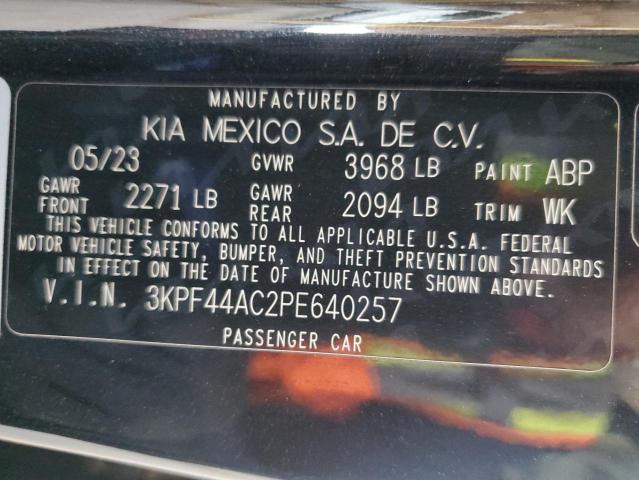 MANUFACTURED BY
KIA MEXICO S.A. DE C.V.
05/23 GVWR 3968 LB PAINT ABP
GAWR FRONT 2271 LB GAWR REAR 2094 LB TRIM WK
THIS VEHICLE CONFORMS TO ALL APPLICABLE U.S.A. FEDERAL
MOTOR VEHICLE SAFETY, BUMPER, AND THEFT PREVENTION STANDARDS
IN EFFECT ON THE DATE OF MANUFACTURE SHOWN ABOVE.
V.I.N. 3KPF44AC2PE640257
PASSENGER CAR